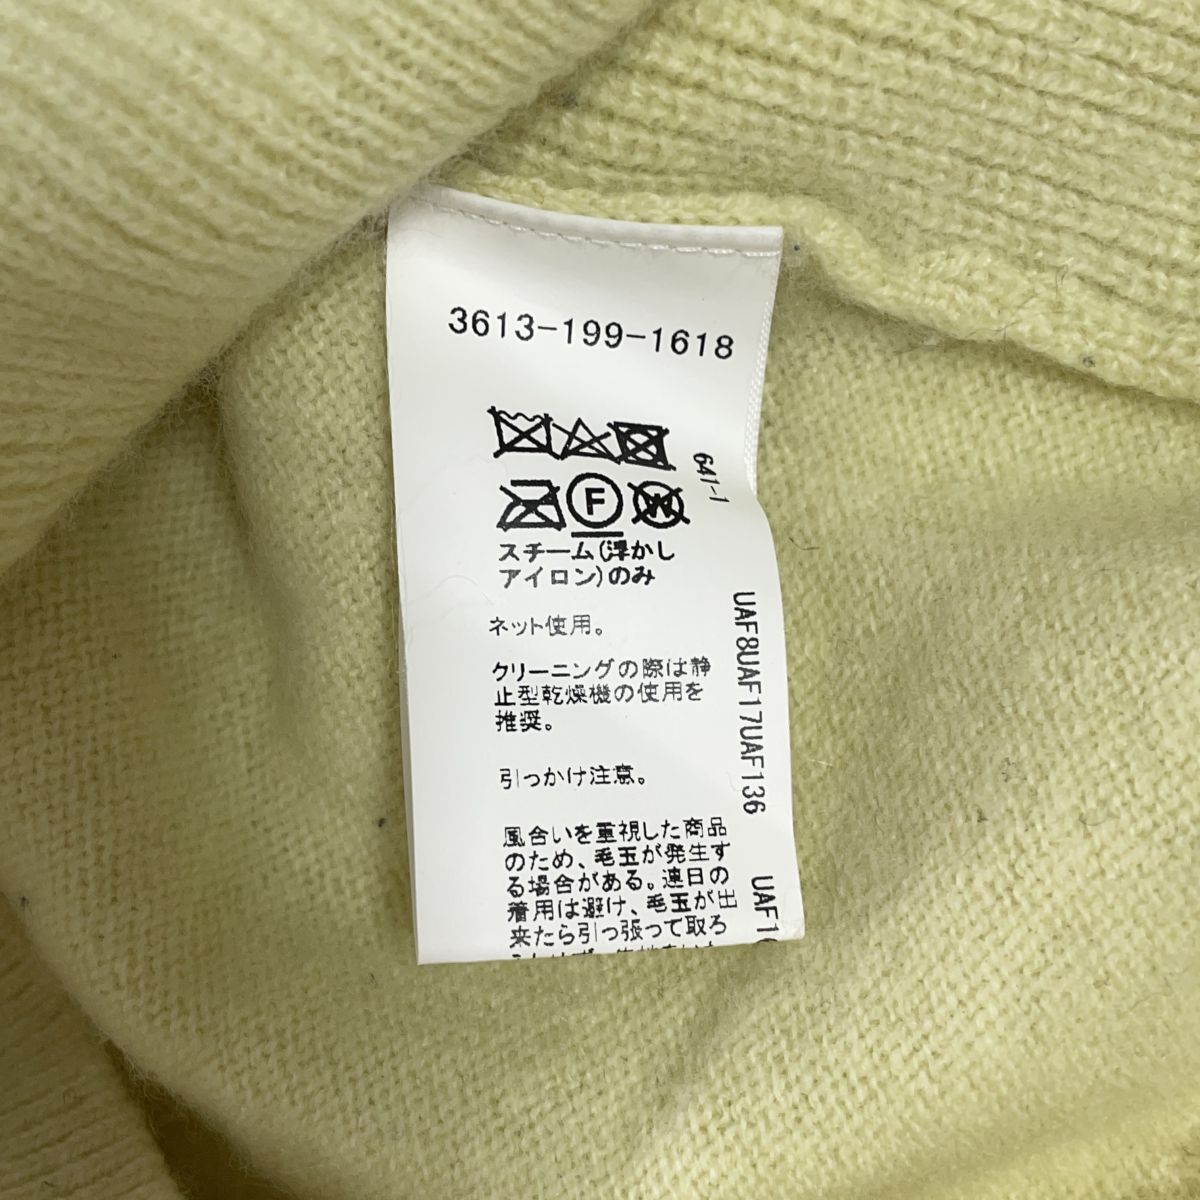 3613-199-1618
641-1
F
W
スチーム(浮かし
アイロン)のみ
ネット使用。
クリーニングの際は静
止型乾燥機の使用を
推奨。
引っかけ注意。
風合いを重視した商品
のため、毛玉が発生す
る場合がある。連日の
着用は避け、毛玉が出
来たら引っ張って取ろ
UAF8UAF17UAF136